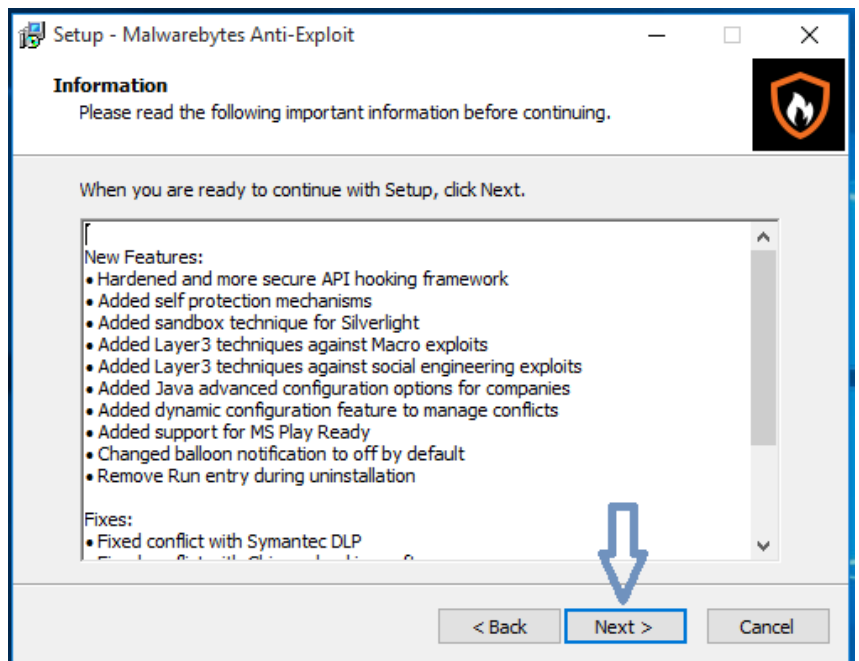 Setup - Malwarebytes Anti-Exploit
Information
Please read the following important information before continuing.
When you are ready to continue with Setup, click Next.
New Features:
• Hardened and more secure API hooking framework
• Added self protection mechanisms
• Added sandbox technique for Silverlight
• Added Layer3 techniques against Macro exploits
• Added Layer3 techniques against social engineering exploits
• Added Java advanced configuration options for companies
• Added dynamic configuration feature to manage conflicts
• Added support for MS Play Ready
• Changed balloon notification to off by default
• Remove Run entry during uninstallation
Fixes:
• Fixed conflict with Symantec DLP
< Back Next > Cancel